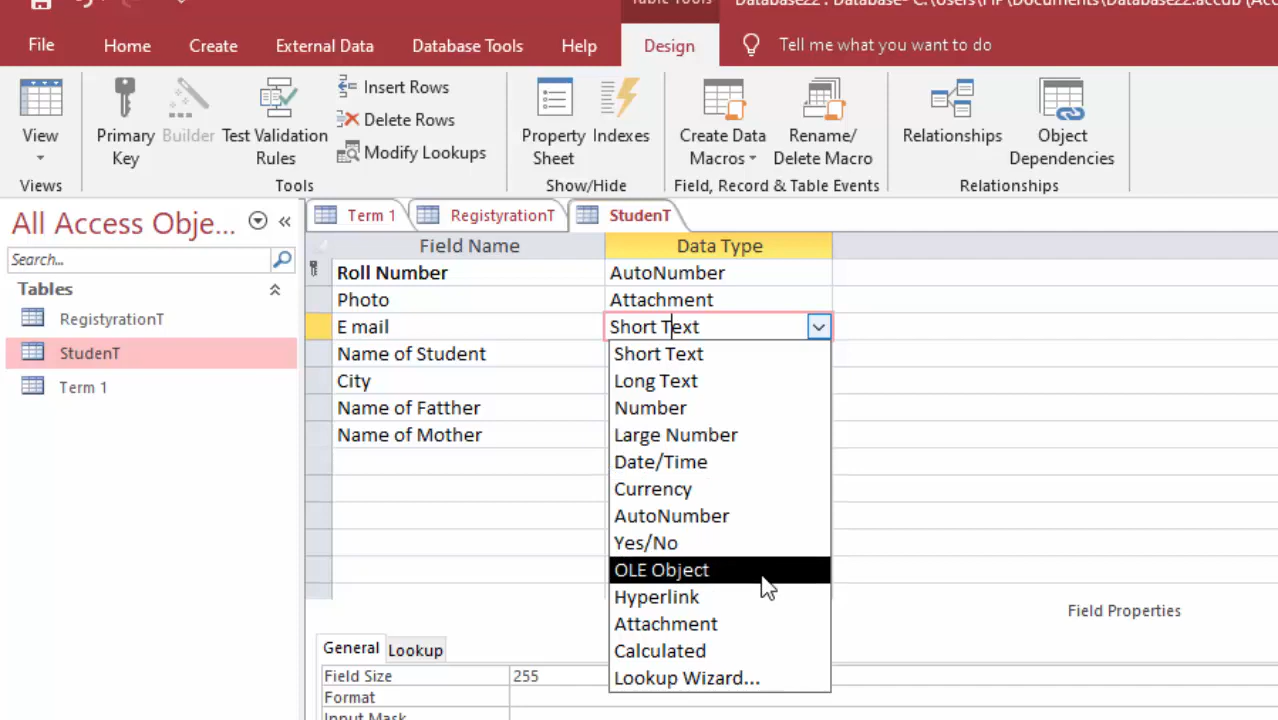 Table Tools
Database22 : Database- C:\Users\HP\Documents\Database22.accdb (Acc
File Home Create External Data Database Tools Help Design Tell me what you want to do
View
Views
Primary Key
Builder
Test Validation Rules
Insert Rows
Delete Rows
Modify Lookups
Tools
Property Sheet
Indexes
Show/Hide
Create Data Macros
Rename/ Delete Macro
Field, Record & Table Events
Relationships
Object Dependencies
Relationships
All Access Obje...
Search...
Tables
RegistyrationT
StudenT
Term 1
Term 1 RegistyrationT StudenT
Field Name Data Type
Roll Number AutoNumber
Photo Attachment
E mail Short Text
Name of Student
City
Name of Fatther
Name of Mother
Short Text
Long Text
Number
Large Number
Date/Time
Currency
AutoNumber
Yes/No
OLE Object
Hyperlink
Attachment
Calculated
Lookup Wizard...
Field Properties
General Lookup
Field Size 255
Format
Input Mask